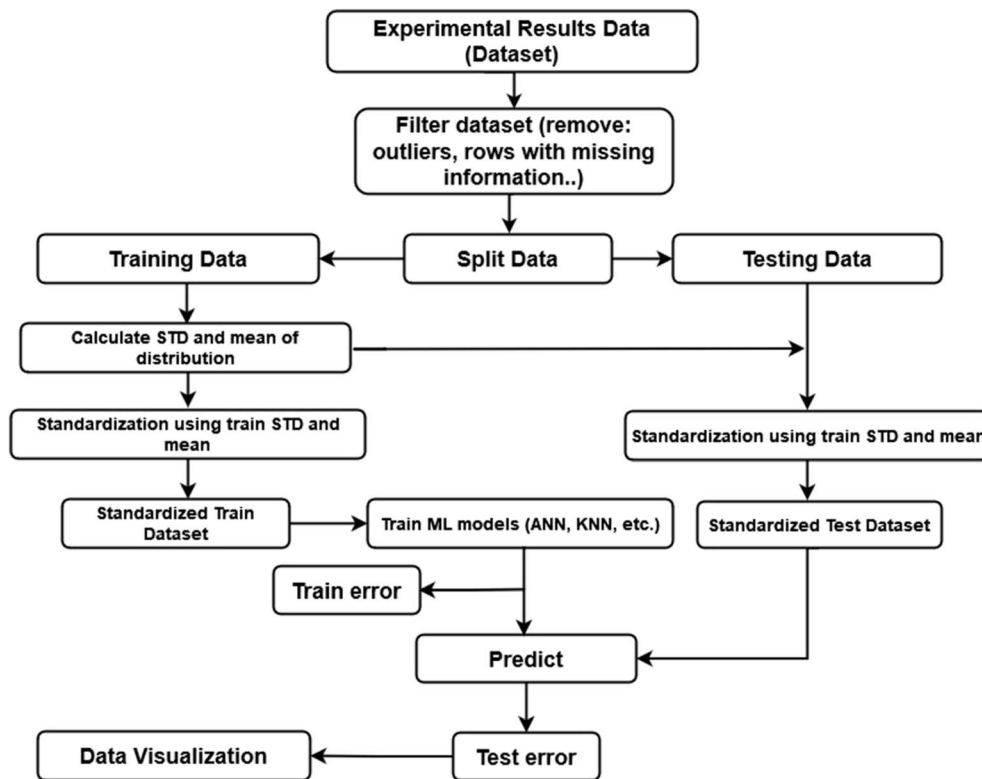 Experimental Results Data
(Dataset)
Filter dataset (remove:
outliers, rows with missing
information..)
Training Data
Split Data
Testing Data
Calculate STD and mean of
distribution
Standardization using train STD and
mean
Standardization using train STD and mean
Standardized Train
Dataset
Train ML models (ANN, KNN, etc.)
Standardized Test Dataset
Train error
Predict
Data Visualization
Test error